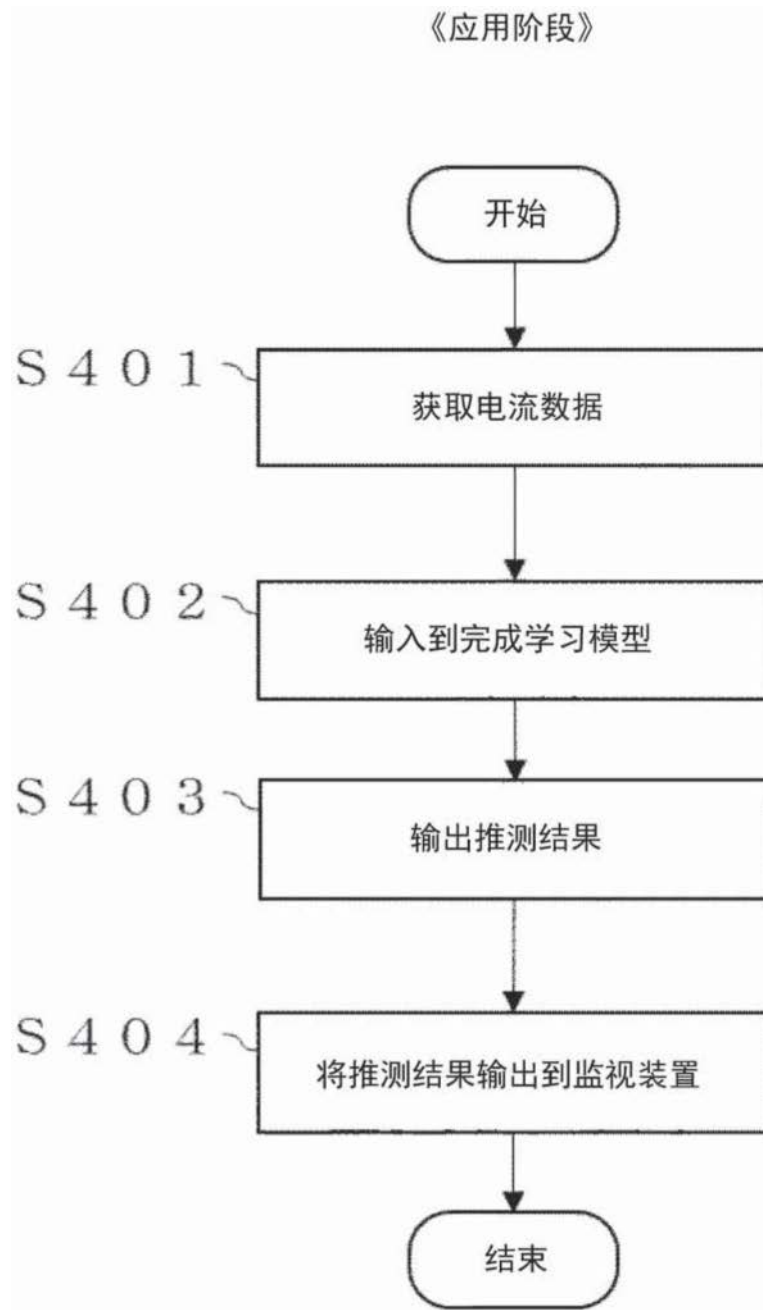 《应用阶段》
开始
S401
获取电流数据
S402
输入到完成学习模型
S403
输出推测结果
S404
将推测结果输出到监视装置
结束